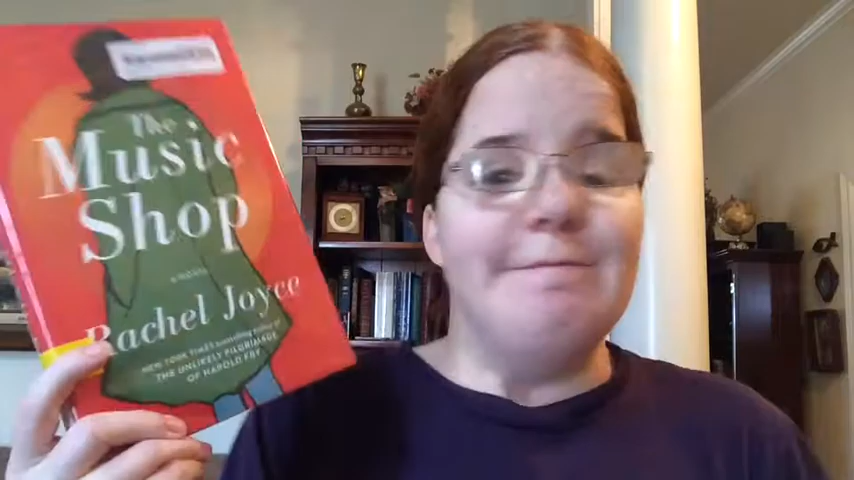 The
Music
Shop
a novel
Rachel Joyce
NEW YORK TIMES bestselling author of
THE UNLIKELY PILGRIMAGE
OF HAROLD FRY